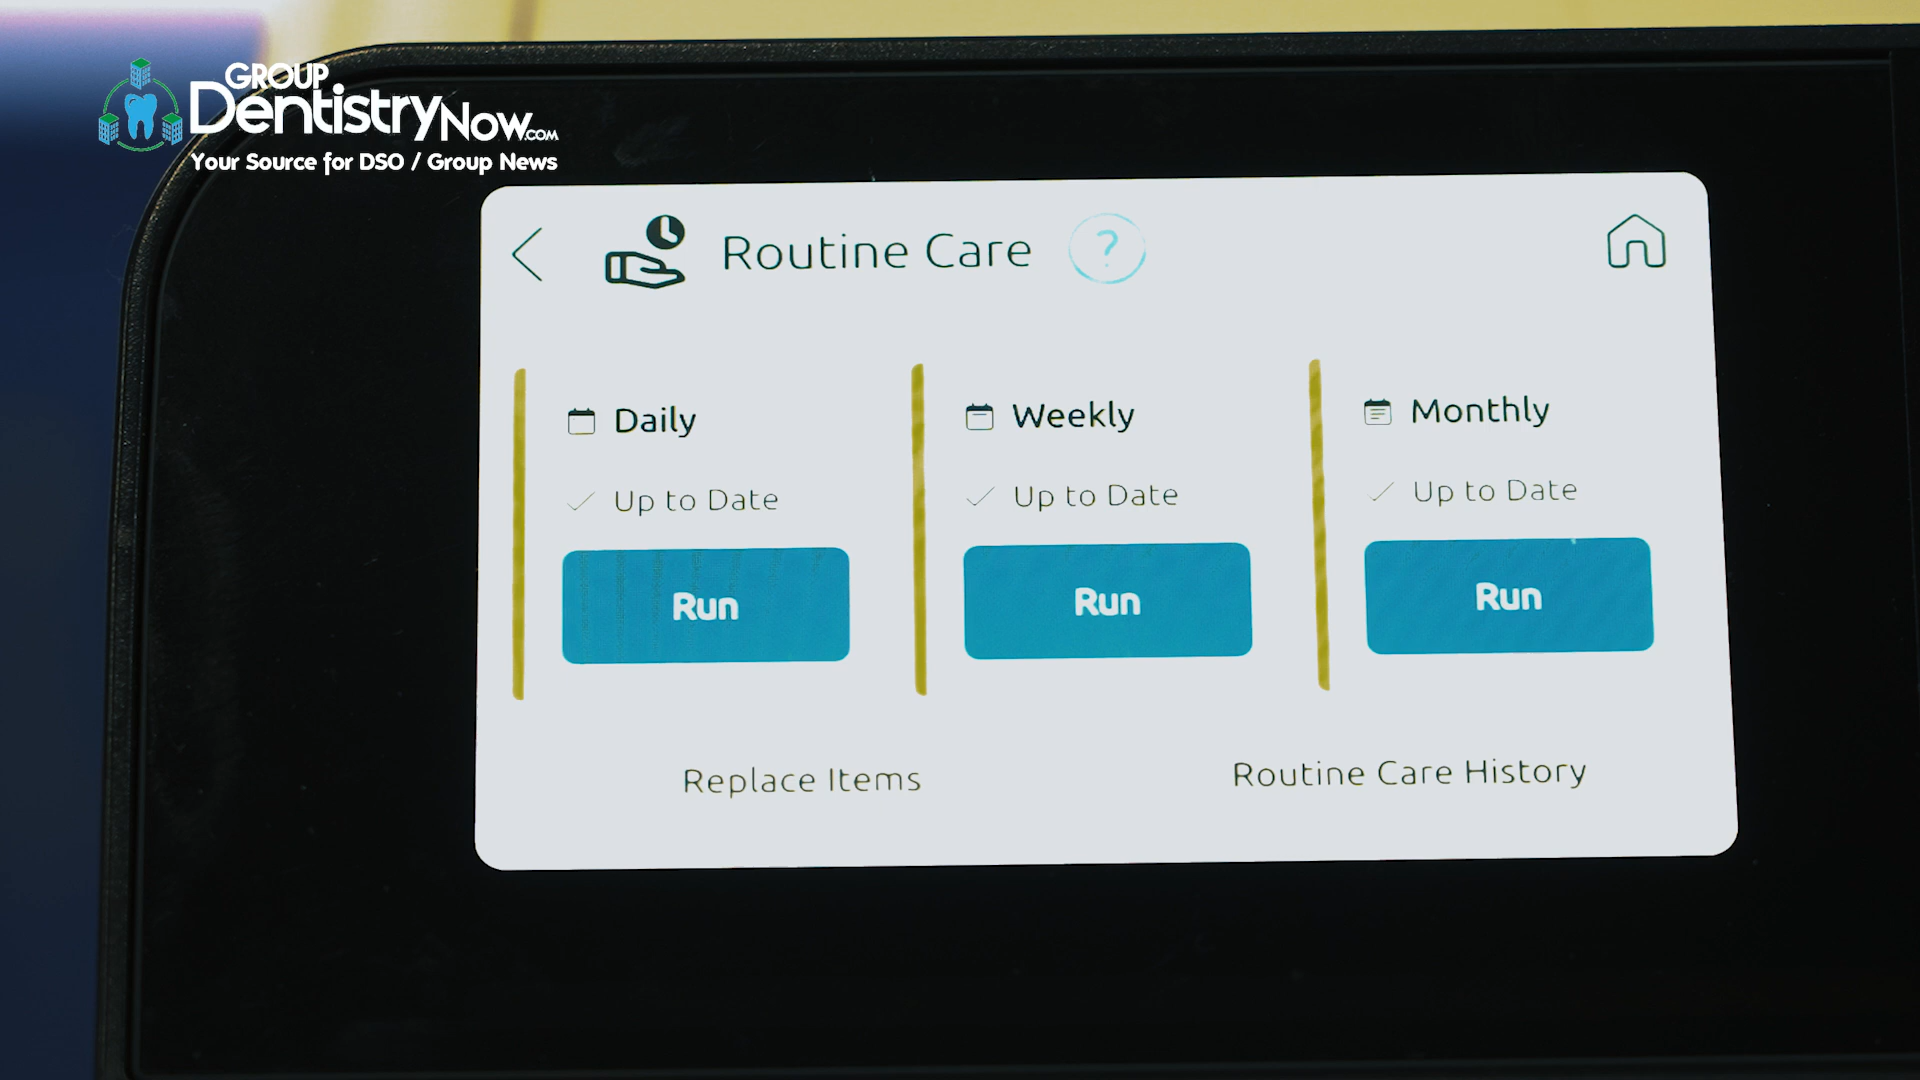 GROUP
DentistryNow.com
Your Source for DSO / Group News
Routine Care ?
Daily
Up to Date
Run
Weekly
Up to Date
Run
Monthly
Up to Date
Run
Replace Items
Routine Care History